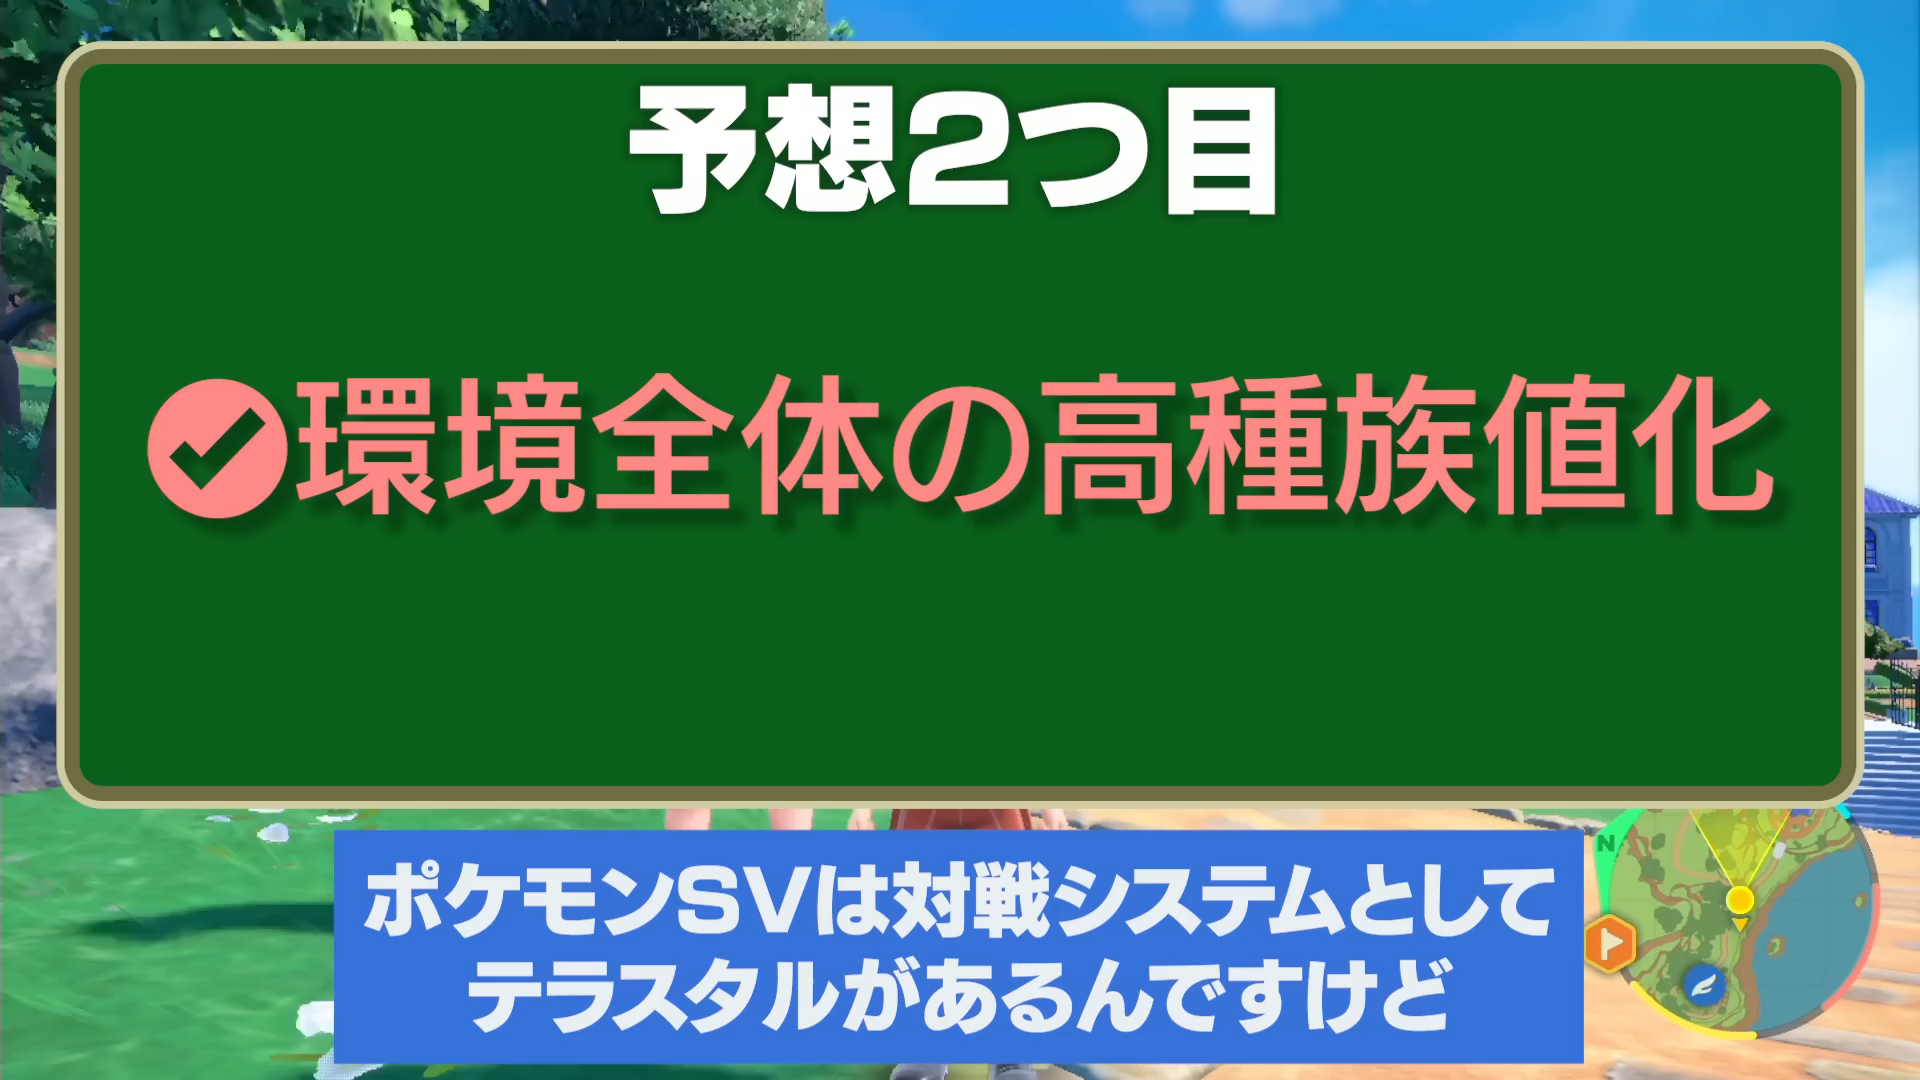 予想2つ目
環境全体の高種族値化
ポケモンSVは対戦システムとして
テラスタルがあるんですけど
N